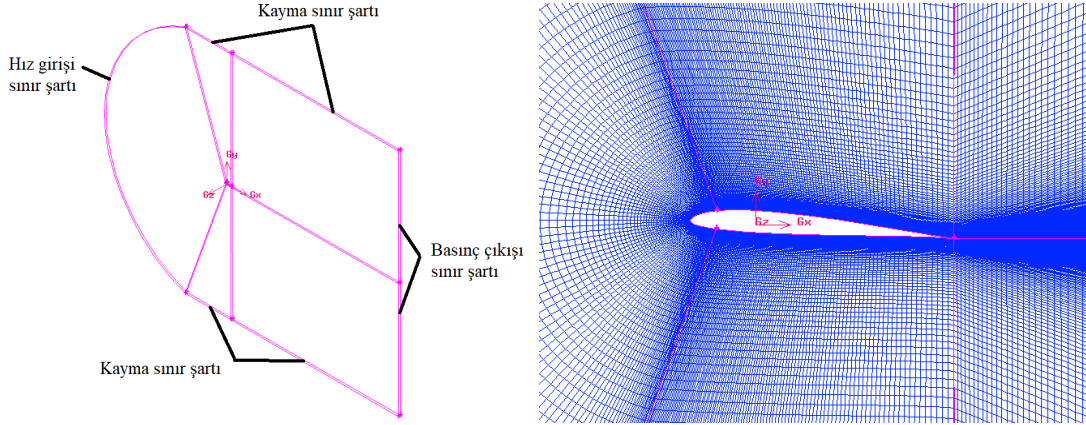 Kayma sınır şartı
Hız girişi
sınır şartı
Gy
Gz
Gx
Basınç çıkışı
sınır şartı
Kayma sınır şartı
Gy
Gz
Gx